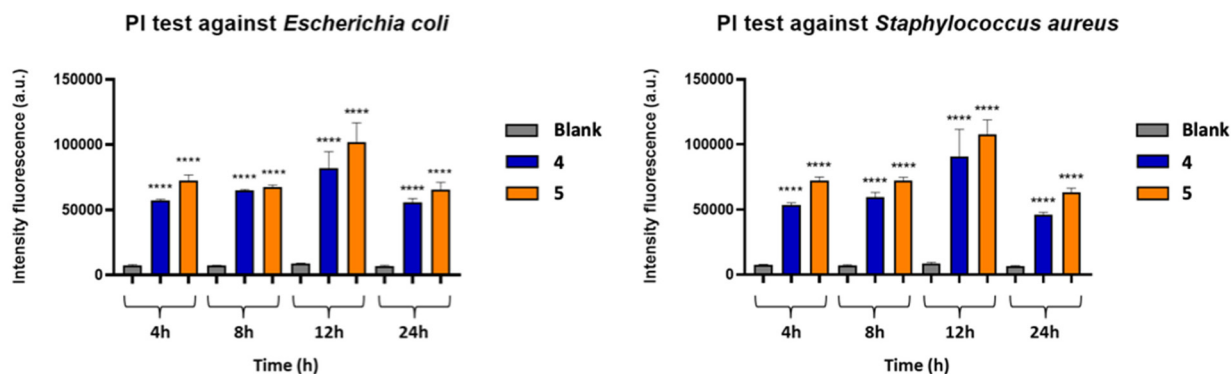 PI test against Escherichia coli
Intensity fluorescence (a.u.)
150000
100000
50000
0
**** ****
**** ****
**** ****
**** ****
4h 8h 12h 24h
Time (h)
Blank
4
5
PI test against Staphylococcus aureus
Intensity fluorescence (a.u.)
150000
100000
50000
0
**** ****
**** ****
**** ****
**** ****
4h 8h 12h 24h
Time (h)
Blank
4
5